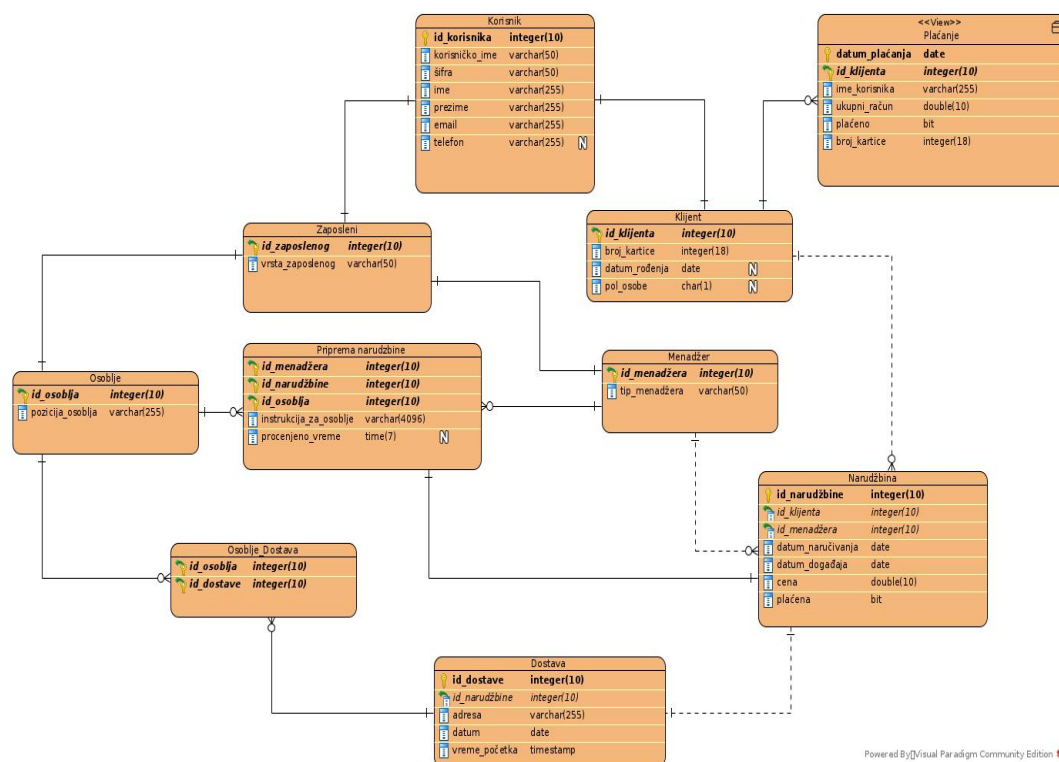 Korisnik
id_korisnika integer(10)
korisničko_ime varchar(50)
šifra varchar(50)
ime varchar(255)
prezime varchar(255)
email varchar(255)
telefon varchar(255) N
<<View>>
Plaćanje
datum_plaćanja date
id_klijenta integer(10)
ime_korisnika varchar(255)
ukupni_račun double(10)
plaćeno bit
broj_kartice integer(18)
Zaposleni
id_zaposlenog integer(10)
vrsta_zaposlenog varchar(50)
Klijent
id_klijenta integer(10)
broj_kartice integer(18)
datum_rođenja date N
pol_osobe char(1) N
Priprema narudzbine
id_menadžera integer(10)
id_narudžbine integer(10)
id_osoblja integer(10)
instrukcija_za_osoblje varchar(4096)
procenjeno_vreme time(7) N
Menadžer
id_menadžera integer(10)
tip_menadžera varchar(50)
Osoblje
id_osoblja integer(10)
pozicija_osoblja varchar(255)
Narudžbina
id_narudžbine integer(10)
id_klijenta integer(10)
id_menadžera integer(10)
datum_naručivanja date
datum_događaja date
cena double(10)
plaćena bit
Osoblje_Dostava
id_osoblja integer(10)
id_dostave integer(10)
Dostava
id_dostave integer(10)
id_narudžbine integer(10)
adresa varchar(255)
datum date
vreme_početka timestamp
Powered By Visual Paradigm Community Edition